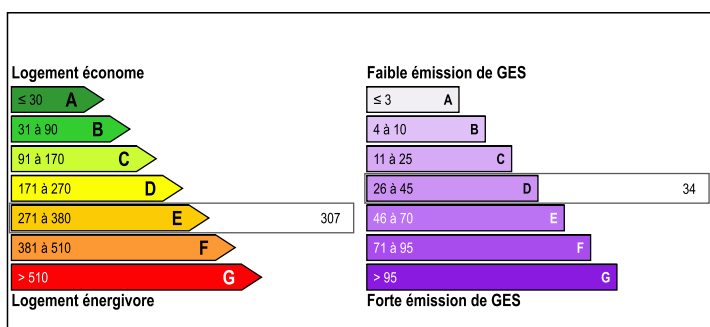 Logement économe
≤ 30 A
31 à 90 B
91 à 170 C
171 à 270 D
271 à 380 E 307
381 à 510 F
> 510 G
Logement énergivore
Faible émission de GES
≤ 3 A
4 à 10 B
11 à 25 C
26 à 45 D 34
46 à 70 E
71 à 95 F
> 95 G
Forte émission de GES